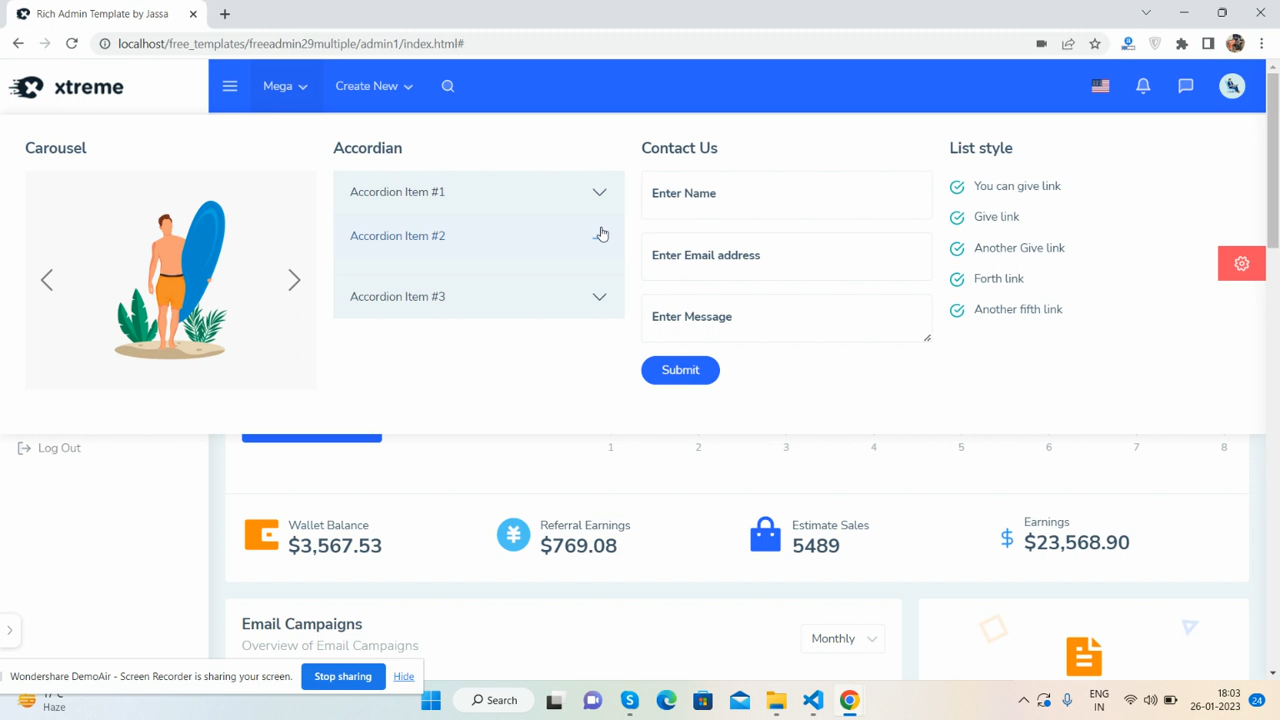 Rich Admin Template by Jassa
localhost/free_templates/freeadmin29multiple/admin1/index.html#
xtreme
Mega
Create New
Carousel
Accordian
Contact Us
List style
Accordion Item #1
Accordion Item #2
Accordion Item #3
Enter Name
Enter Email address
Enter Message
Submit
You can give link
Give link
Another Give link
Forth link
Another fifth link
Log Out
1 2 3 4 5 6 7 8
Wallet Balance
$3,567.53
Referral Earnings
$769.08
Estimate Sales
5489
Earnings
$23,568.90
Email Campaigns
Overview of Email Campaigns
Monthly
Wondershare DemoAir - Screen Recorder is sharing your screen.
Stop sharing
Hide
Haze
Search
ENG
IN
18:03
26-01-2023
24